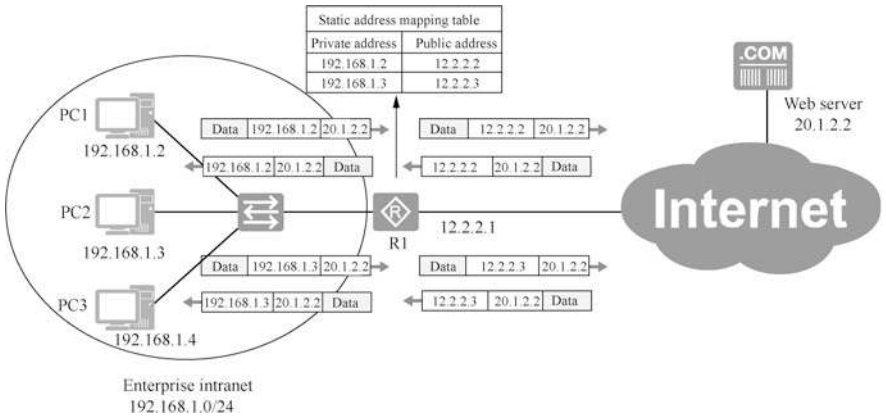 Static address mapping table
Private address Public address
192.168.1.2 12.2.2.2
192.168.1.3 12.2.2.3
.COM
Web server
20.1.2.2
PC1
192.168.1.2
Data 192.168.1.2 20.1.2.2
Data 12.2.2.2 20.1.2.2
192.168.1.2 20.1.2.2 Data
12.2.2.2 20.1.2.2 Data
PC2
192.168.1.3
R
R1
12.2.2.1
Internet
Data 192.168.1.3 20.1.2.2
Data 12.2.2.3 20.1.2.2
192.168.1.3 20.1.2.2 Data
12.2.2.3 20.1.2.2 Data
PC3
192.168.1.4
Enterprise intranet
192.168.1.0/24